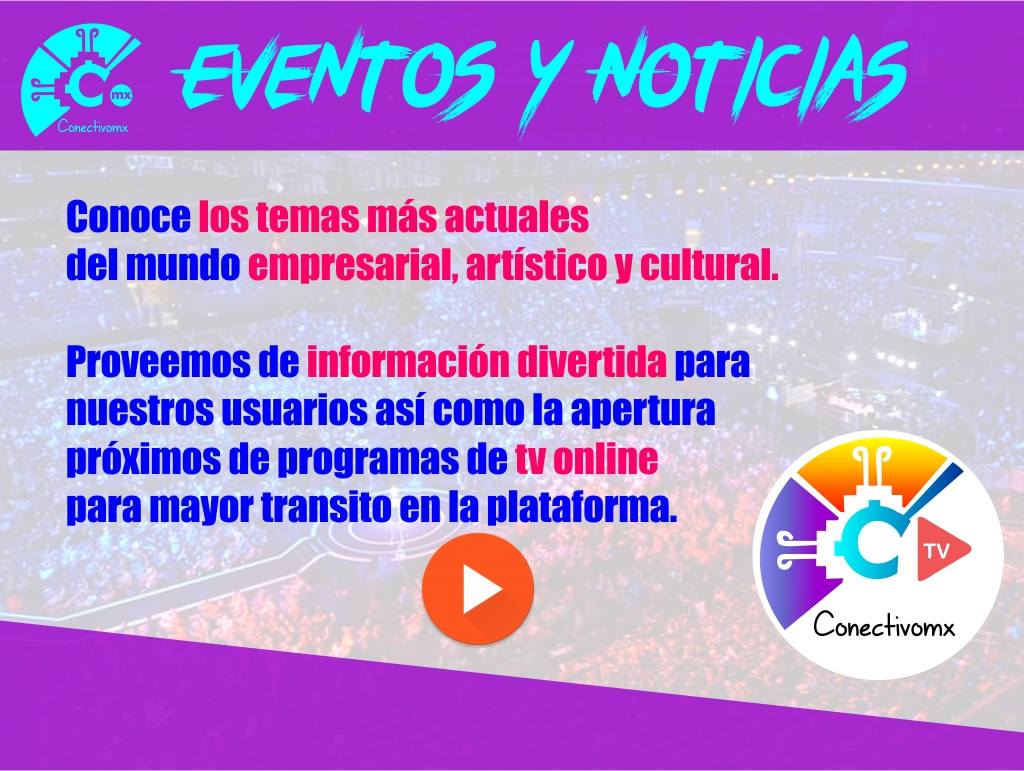 EVENTOS Y NOTICIAS
C
mx
Conectivomx
Conoce los temas más actuales
del mundo empresarial, artístico y cultural.
Proveemos de información divertida para
nuestros usuarios así como la apertura
próximos de programas de tv online
para mayor transito en la plataforma.
C
TV
Conectivomx